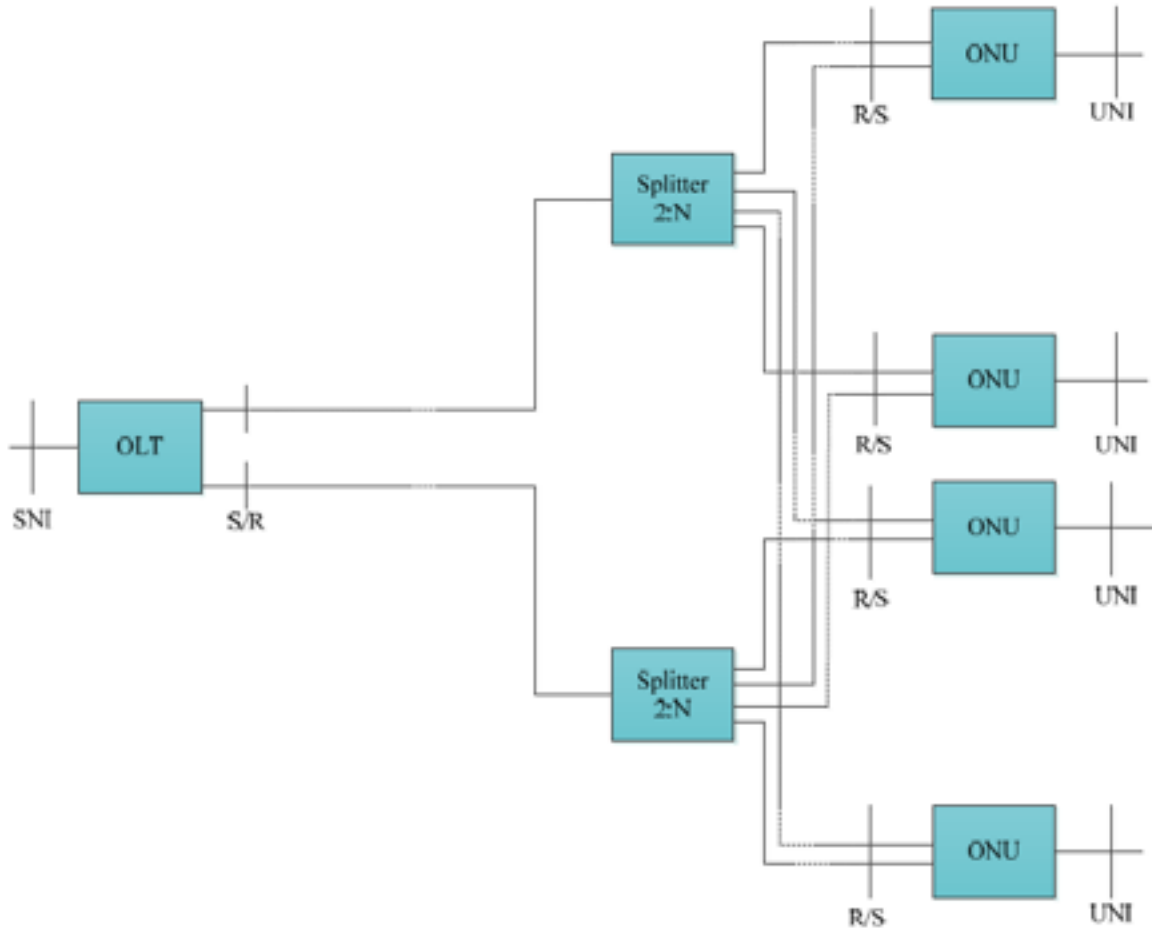 ONU
R/S
UNI
Splitter
2:N
ONU
R/S
UNI
OLT
SNI
S/R
ONU
R/S
UNI
Splitter
2:N
ONU
R/S
UNI